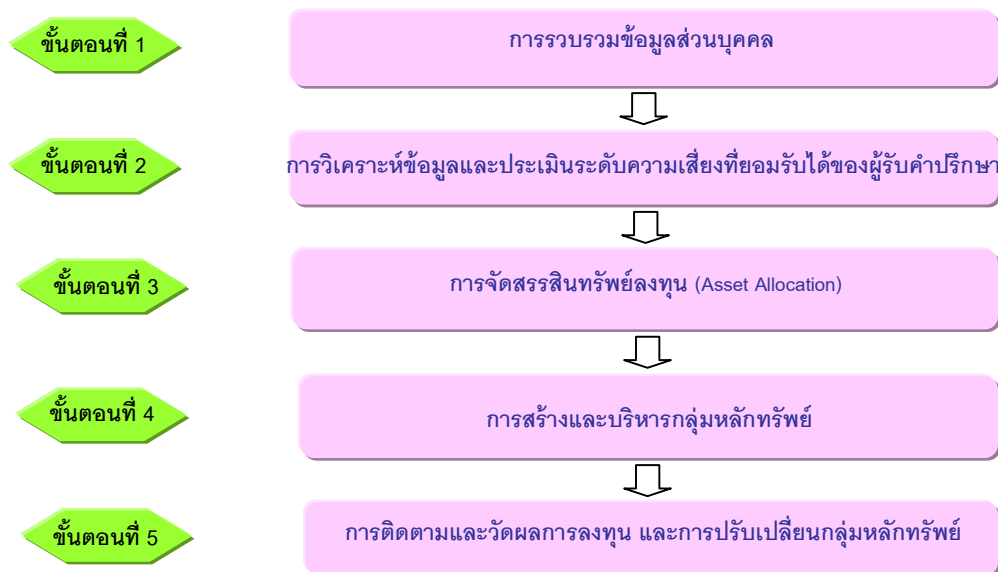 ขั้นตอนที่ 1
การรวบรวมข้อมูลส่วนบุคคล
ขั้นตอนที่ 2
การวิเคราะห์ข้อมูลและประเมินระดับความเสี่ยงที่ยอมรับได้ของผู้รับคำปรึกษา
ขั้นตอนที่ 3
การจัดสรรสินทรัพย์ลงทุน (Asset Allocation)
ขั้นตอนที่ 4
การสร้างและบริหารกลุ่มหลักทรัพย์
ขั้นตอนที่ 5
การติดตามและวัดผลการลงทุน และการปรับเปลี่ยนกลุ่มหลักทรัพย์